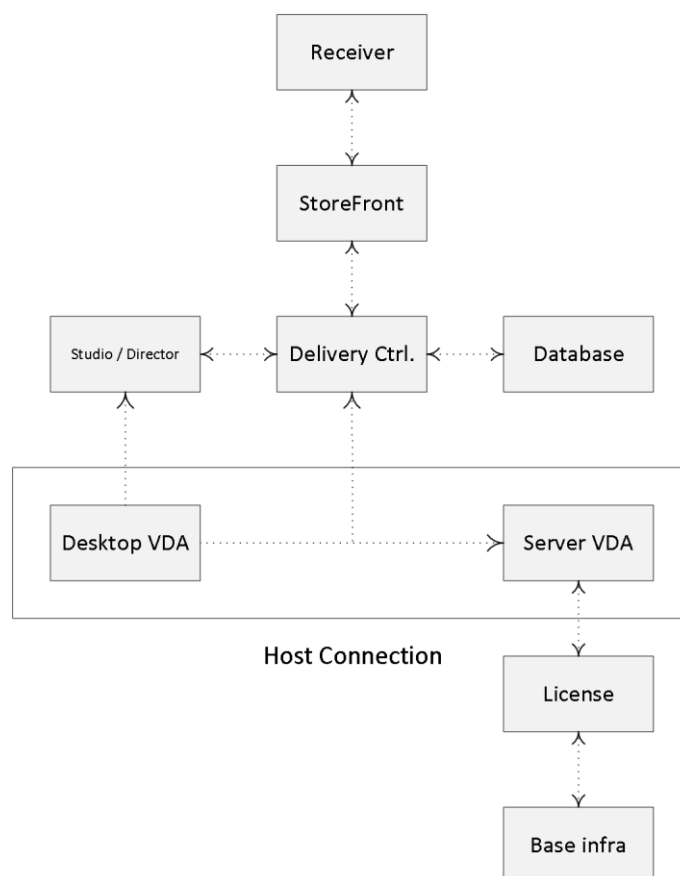 Receiver
StoreFront
Studio / Director
Delivery Ctrl.
Database
Desktop VDA
Server VDA
Host Connection
License
Base infra